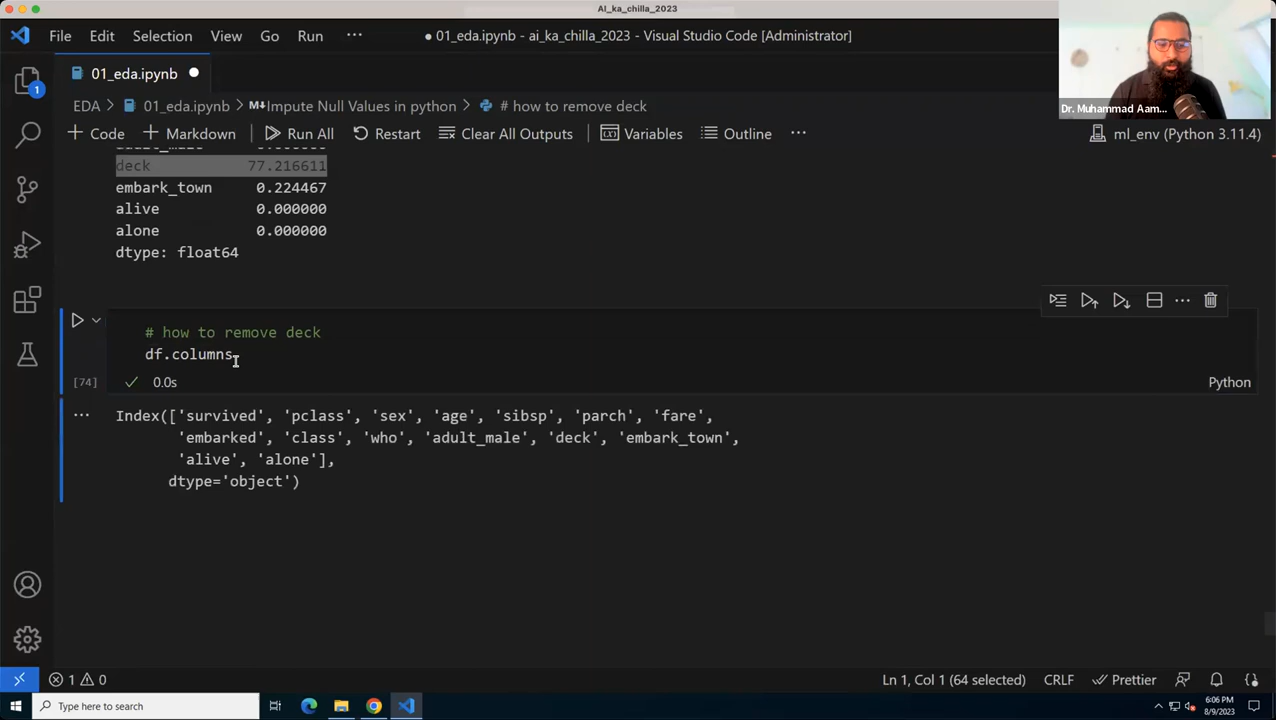 AI_ka_chilla_2023
File Edit Selection View Go Run ··· ● 01_eda.ipynb - ai_ka_chilla_2023 - Visual Studio Code [Administrator]
01_eda.ipynb
EDA > 01_eda.ipynb > M↓Impute Null Values in python > # how to remove deck
Dr. Muhammad Aam...
+ Code + Markdown Run All Restart Clear All Outputs Variables Outline ··· ml_env (Python 3.11.4)
1
deck 77.216611
embark_town 0.224467
alive 0.000000
alone 0.000000
dtype: float64
# how to remove deck
df.columns
[74] 0.0s Python
Index(['survived', 'pclass', 'sex', 'age', 'sibsp', 'parch', 'fare',
'embarked', 'class', 'who', 'adult_male', 'deck', 'embark_town',
'alive', 'alone'],
dtype='object')
1 0 Ln 1, Col 1 (64 selected) CRLF Prettier
Type here to search 6:06 PM
8/9/2023